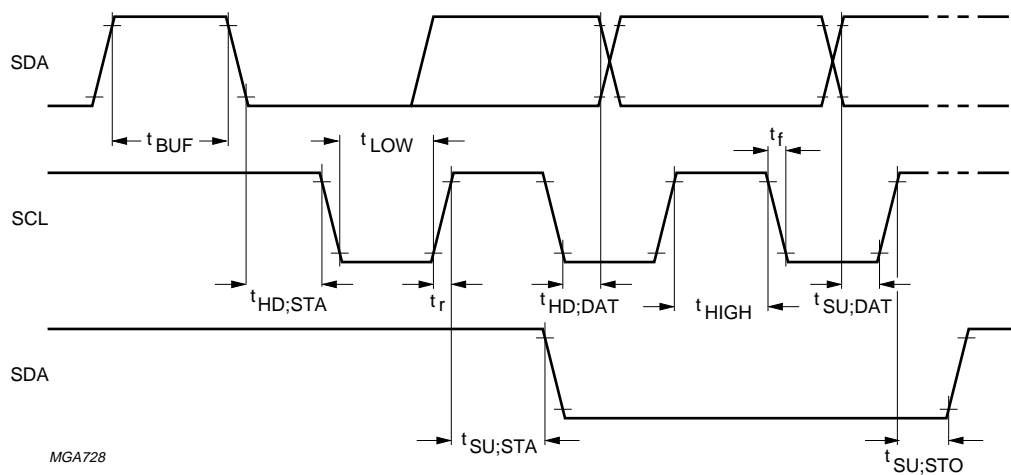 SDA
t BUF
t LOW
t f
SCL
t HD;STA
t r
t HD;DAT
t HIGH
t SU;DAT
SDA
t SU;STA
t SU;STO
MGA728